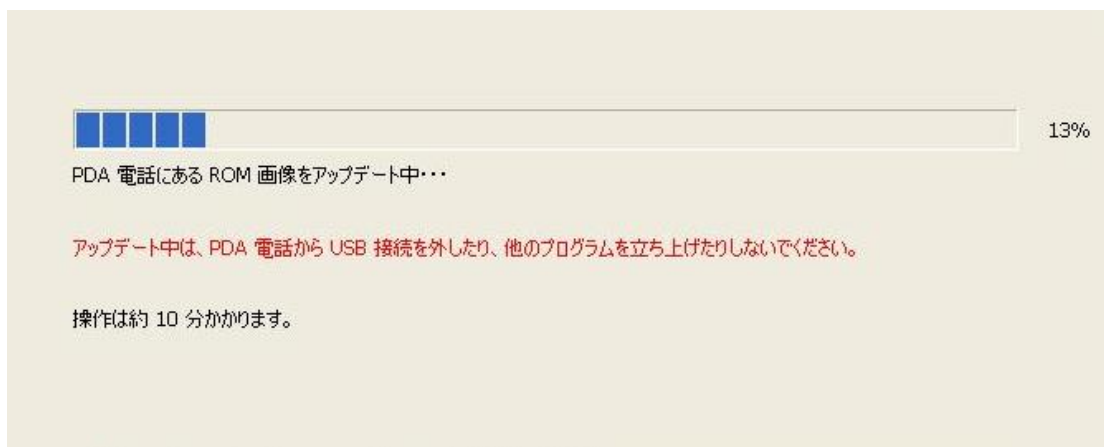 13%
PDA 電話にある ROM 画像をアップデート中・・・
アップデート中は、PDA 電話から USB 接続を外したり、他のプログラムを立ち上げたりしないでください。
操作は約 10 分かかります。